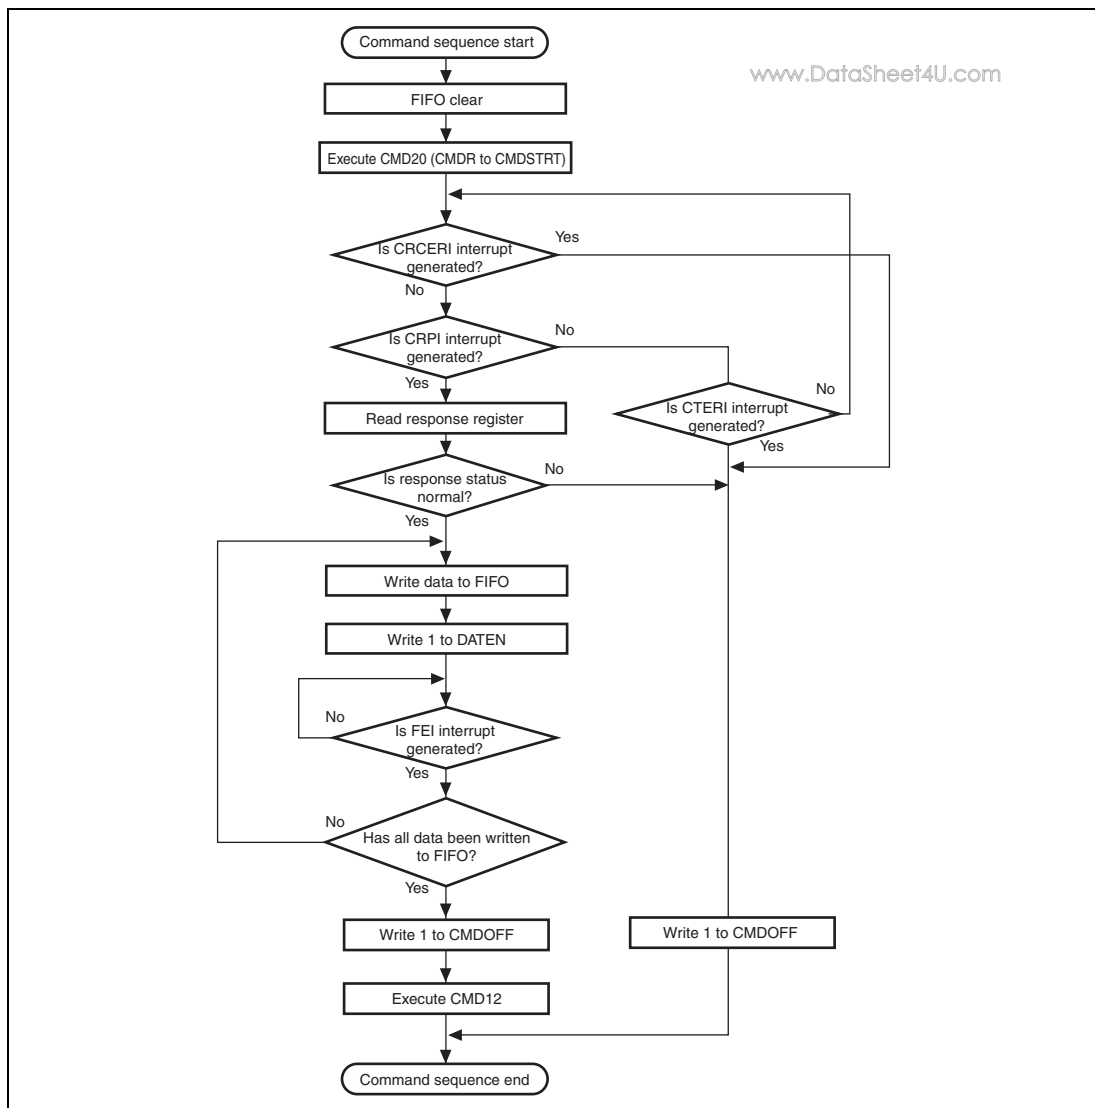 Command sequence start
www.DataSheet4U.com
FIFO clear
Execute CMD20 (CMDR to CMDSTRT)
Is CRCERI interrupt
generated?
Yes
No
Is CRPI interrupt
generated?
No
Yes
Is CTERI interrupt
generated?
No
Yes
Read response register
Is response status
normal?
No
Yes
Write data to FIFO
Write 1 to DATEN
Is FEI interrupt
generated?
No
Yes
Has all data been written
to FIFO?
No
Yes
Write 1 to CMDOFF
Write 1 to CMDOFF
Execute CMD12
Command sequence end